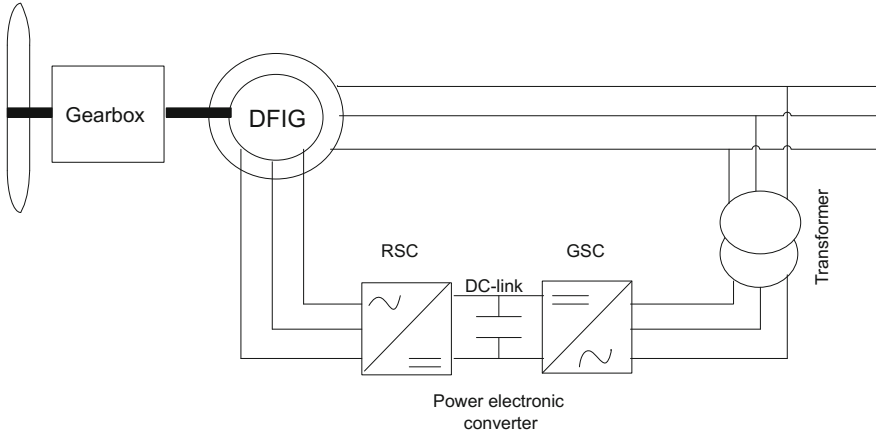 Gearbox
DFIG
RSC
GSC
Transformer
DC-link
Power electronic
converter